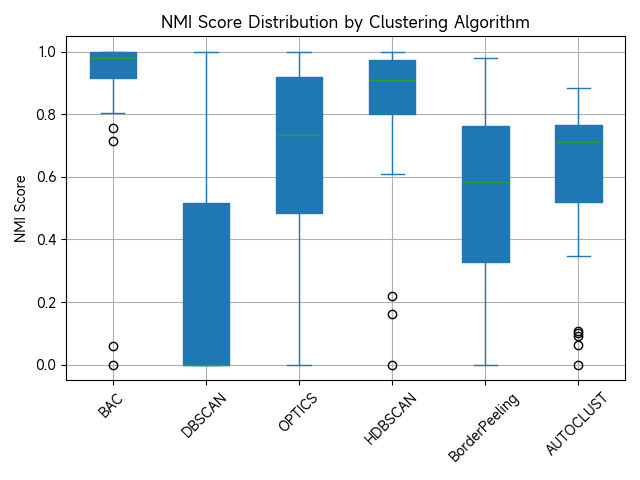 NMI Score Distribution by Clustering Algorithm
NMI Score
1.0
0.8
0.6
0.4
0.2
0.0
BAC
DBSCAN
OPTICS
HDBSCAN
BorderPeeling
AUTOCLUST